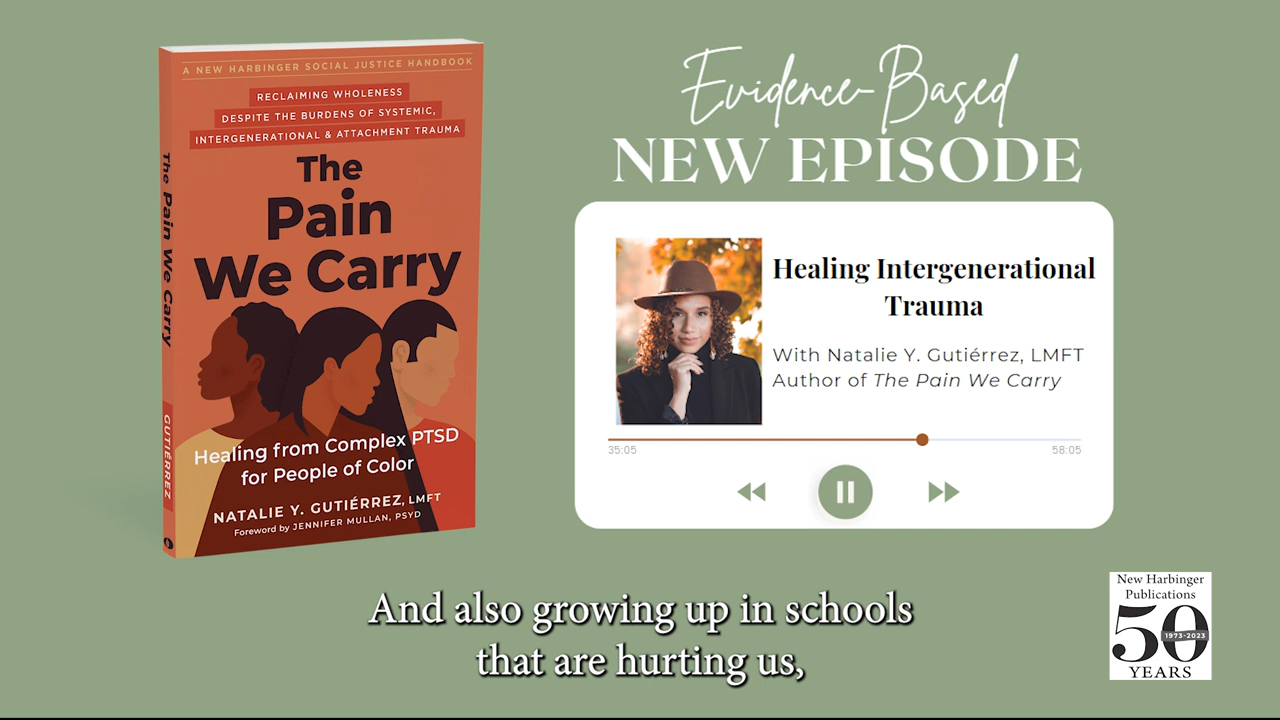 A NEW HARBINGER SOCIAL JUSTICE HANDBOOK
RECLAIMING WHOLENESS
DESPITE THE BURDENS OF SYSTEMIC,
INTERGENERATIONAL & ATTACHMENT TRAUMA
The
Pain
We Carry
Healing from Complex PTSD
for People of Color
NATALIE Y. GUTIÉRREZ, LMFT
Foreword by JENNIFER MULLAN, PSYD
The Pain We Carry
GUTIÉRREZ
Evidence-Based
NEW EPISODE
Healing Intergenerational
Trauma
With Natalie Y. Gutiérrez, LMFT
Author of The Pain We Carry
35:05
58:05
And also growing up in schools
that are hurting us,
New Harbinger
Publications
50
1973-2023
YEARS